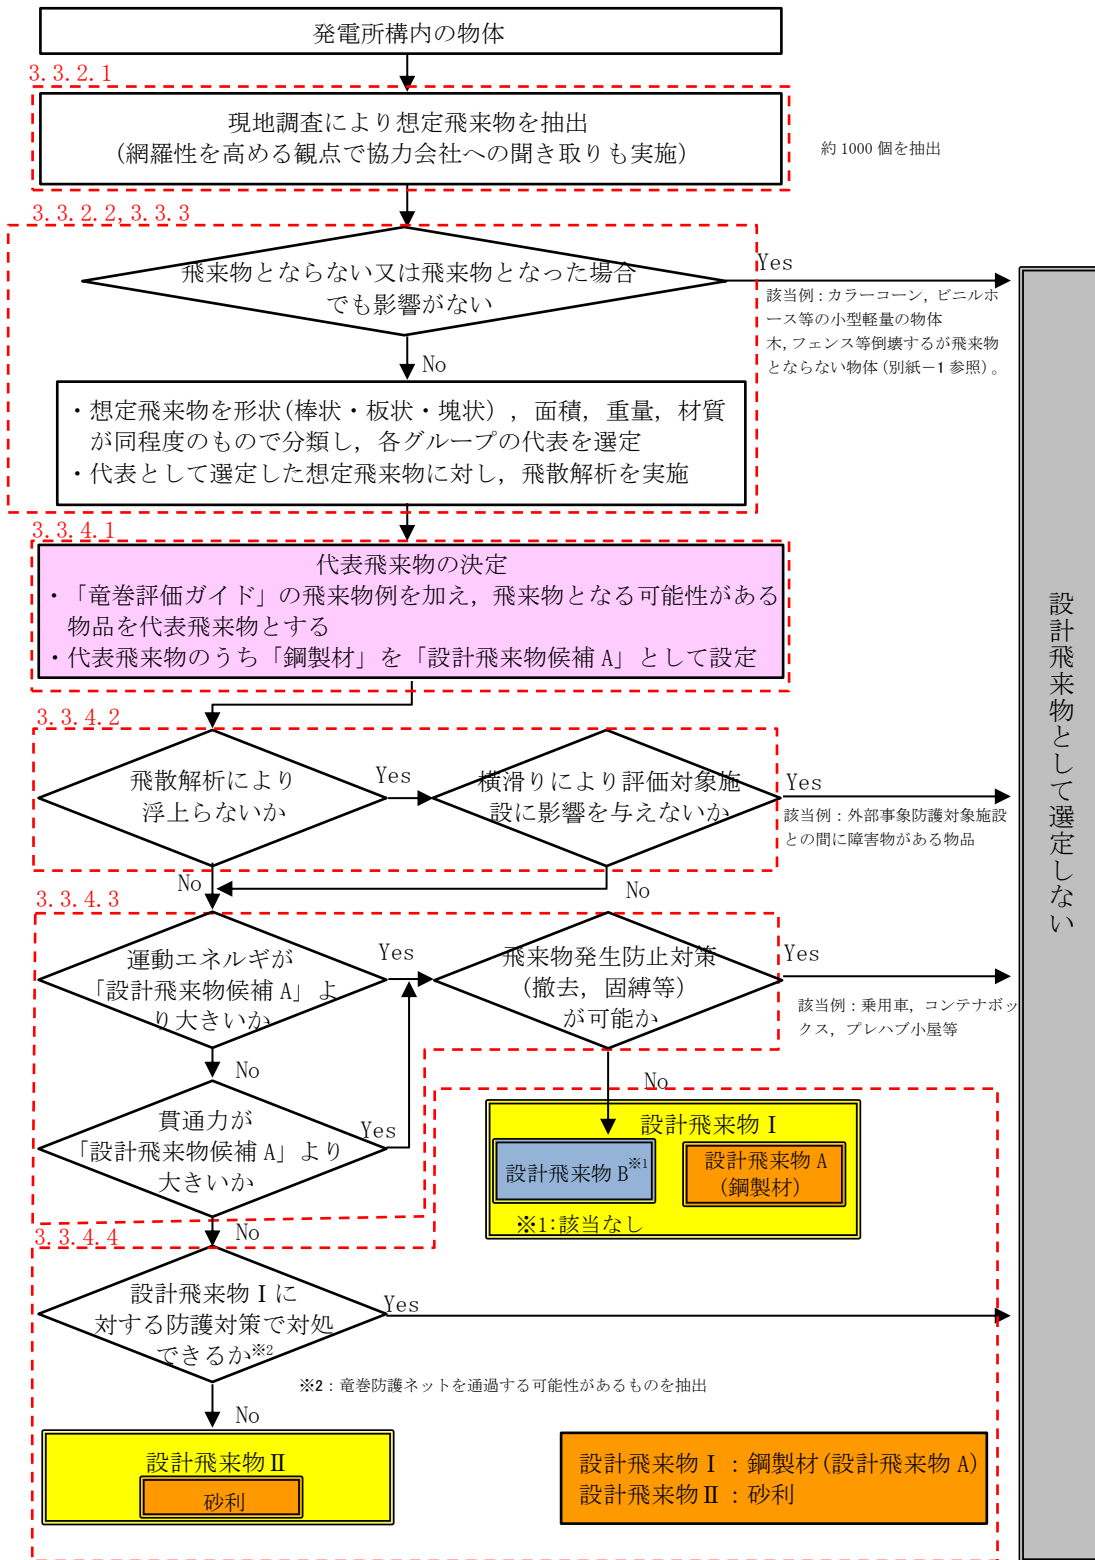 発電所構内の物体
3.3.2.1
現地調査により想定飛来物を抽出
(網羅性を高める観点で協力会社への聞き取りも実施)
約 1000 個を抽出
3.3.2.2,3.3.3
飛来物とならない又は飛来物となった場合
でも影響がない
Yes
該当例：カラーコーン，ビニルホ
ース等の小型軽量の物体
木，フェンス等倒壊するが飛来物
とならない物体(別紙－1 参照)。
No
・想定飛来物を形状(棒状・板状・塊状)，面積，重量，材質
が同程度のもので分類し，各グループの代表を選定
・代表として選定した想定飛来物に対し，飛散解析を実施
3.3.4.1
代表飛来物の決定
・「竜巻評価ガイド」の飛来物例を加え，飛来物となる可能性がある
物品を代表飛来物とする
・代表飛来物のうち「鋼製材」を「設計飛来物候補 A」として設定
設計飛来物として選定しない
3.3.4.2
飛散解析により
浮上らないか
Yes
横滑りにより評価対象施
設に影響を与えないか
Yes
該当例：外部事象防護対象施設
との間に障害物がある物品
No
No
3.3.4.3
運動エネルギが
「設計飛来物候補 A」よ
り大きいか
Yes
飛来物発生防止対策
(撤去，固縛等)
が可能か
Yes
該当例：乗用車，コンテナボッ
クス，プレハブ小屋等
No
No
貫通力が
「設計飛来物候補 A」より
大きいか
Yes
設計飛来物Ⅰ
設計飛来物 B※1
設計飛来物 A
(鋼製材)
※1:該当なし
No
3.3.4.4
設計飛来物Ⅰに
対する防護対策で対処
できるか※2
Yes
※2：竜巻防護ネットを通過する可能性があるものを抽出
No
設計飛来物Ⅱ
砂利
設計飛来物Ⅰ：鋼製材(設計飛来物 A)
設計飛来物Ⅱ：砂利